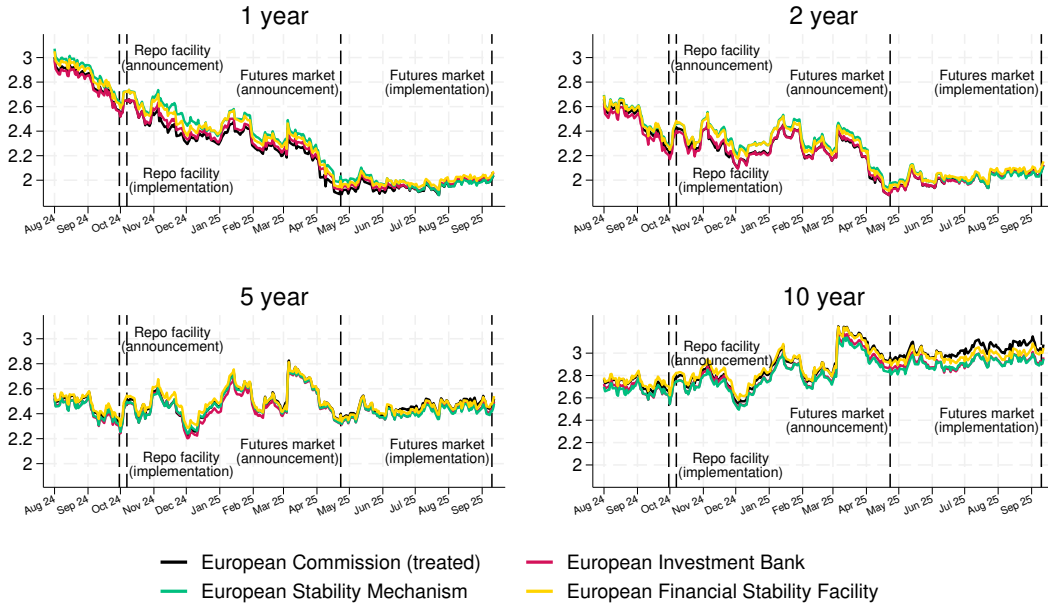 1 year
3
2.8
2.6
2.4
2.2
2
Repo facility
(announcement)
Futures market
(announcement)
Futures market
(implementation)
Repo facility
(implementation)
Aug 24
Sep 24
Oct 24
Nov 24
Dec 24
Jan 25
Feb 25
Mar 25
Apr 25
May 25
Jun 25
Jul 25
Aug 25
Sep 25
2 year
3
2.8
2.6
2.4
2.2
2
Repo facility
(announcement)
Futures market
(announcement)
Futures market
(implementation)
Repo facility
(implementation)
Aug 24
Sep 24
Oct 24
Nov 24
Dec 24
Jan 25
Feb 25
Mar 25
Apr 25
May 25
Jun 25
Jul 25
Aug 25
Sep 25
5 year
3
2.8
2.6
2.4
2.2
2
Repo facility
(announcement)
Futures market
(announcement)
Futures market
(implementation)
Repo facility
(implementation)
Aug 24
Sep 24
Oct 24
Nov 24
Dec 24
Jan 25
Feb 25
Mar 25
Apr 25
May 25
Jun 25
Jul 25
Aug 25
Sep 25
10 year
3
2.8
2.6
2.4
2.2
2
Repo facility
(announcement)
Futures market
(announcement)
Futures market
(implementation)
Repo facility
(implementation)
Aug 24
Sep 24
Oct 24
Nov 24
Dec 24
Jan 25
Feb 25
Mar 25
Apr 25
May 25
Jun 25
Jul 25
Aug 25
Sep 25
European Commission (treated)
European Investment Bank
European Stability Mechanism
European Financial Stability Facility